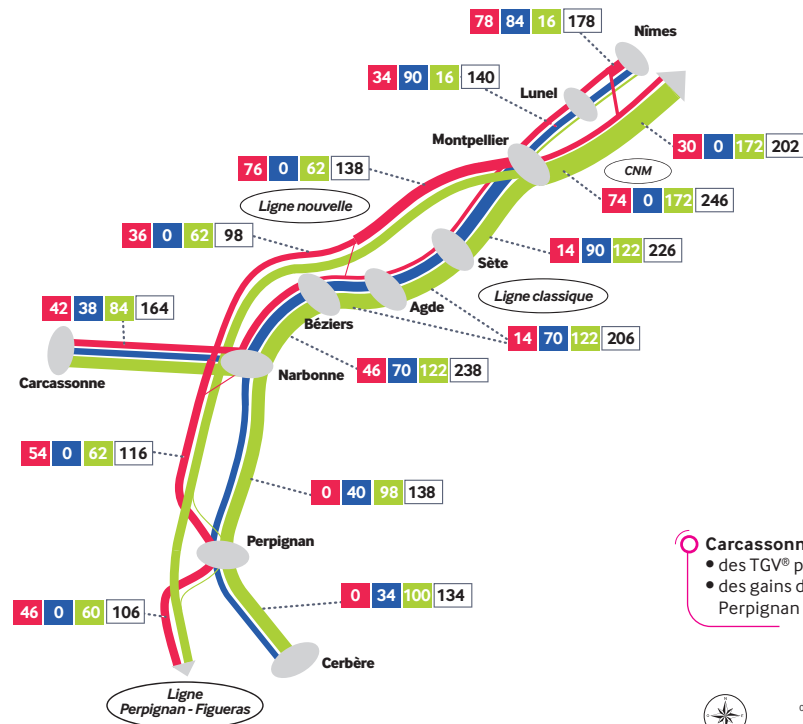 78 84 16 178
Nîmes
34 90 16 140
Lunel
Montpellier
30 0 172 202
CNM
76 0 62 138
74 0 172 246
Ligne nouvelle
36 0 62 98
14 90 122 226
Sète
Ligne classique
42 38 84 164
Agde
Béziers
14 70 122 206
Carcassonne
Narbonne
46 70 122 238
54 0 62 116
0 40 98 138
Perpignan
Carcassonn
• des TGV® p
• des gains d
Perpignan
46 0 60 106
0 34 100 134
Cerbère
Ligne
Perpignan - Figueras